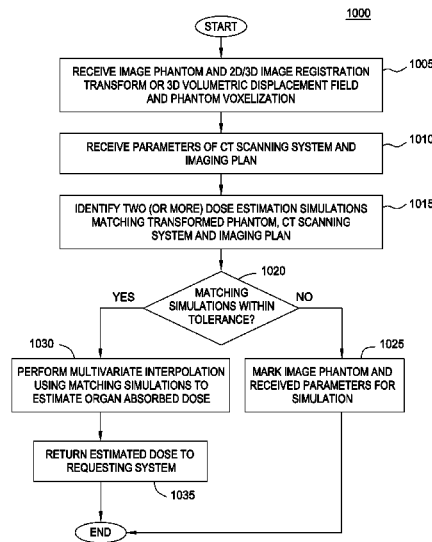 1000
START
RECEIVE IMAGE PHANTOM AND 2D/3D IMAGE REGISTRATION
TRANSFORM OR 3D VOLUMETRIC DISPLACEMENT FIELD
AND PHANTOM VOXELIZATION
1005
RECEIVE PARAMETERS OF CT SCANNING SYSTEM AND
IMAGING PLAN
1010
IDENTIFY TWO (OR MORE) DOSE ESTIMATION SIMULATIONS
MATCHING TRANSFORMED PHANTOM, CT SCANNING
SYSTEM AND IMAGING PLAN
1015
1020
MATCHING
SIMULATIONS WITHIN
TOLERANCE?
YES
NO
1030
PERFORM MULTIVARIATE INTERPOLATION
USING MATCHING SIMULATIONS TO
ESTIMATE ORGAN ABSORBED DOSE
1025
MARK IMAGE PHANTOM AND
RECEIVED PARAMETERS FOR
SIMULATION
RETURN ESTIMATED DOSE TO
REQUESTING SYSTEM
1035
END